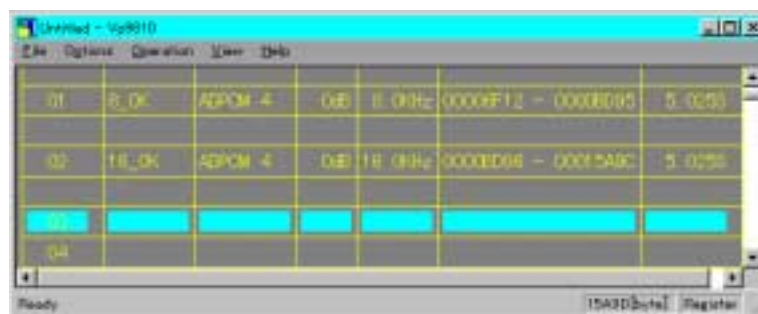 Untitled -
File Options Operation View Help
01 8_0K ADPCM 4 0dB 8.0KHz 00006F12 - 0000BD95 5.025S
02 16_0K ADPCM 4 0dB 16.0KHz 0000BD96 - 00015A9C 5.025S
03
04
Ready 15A9D[byte] Register